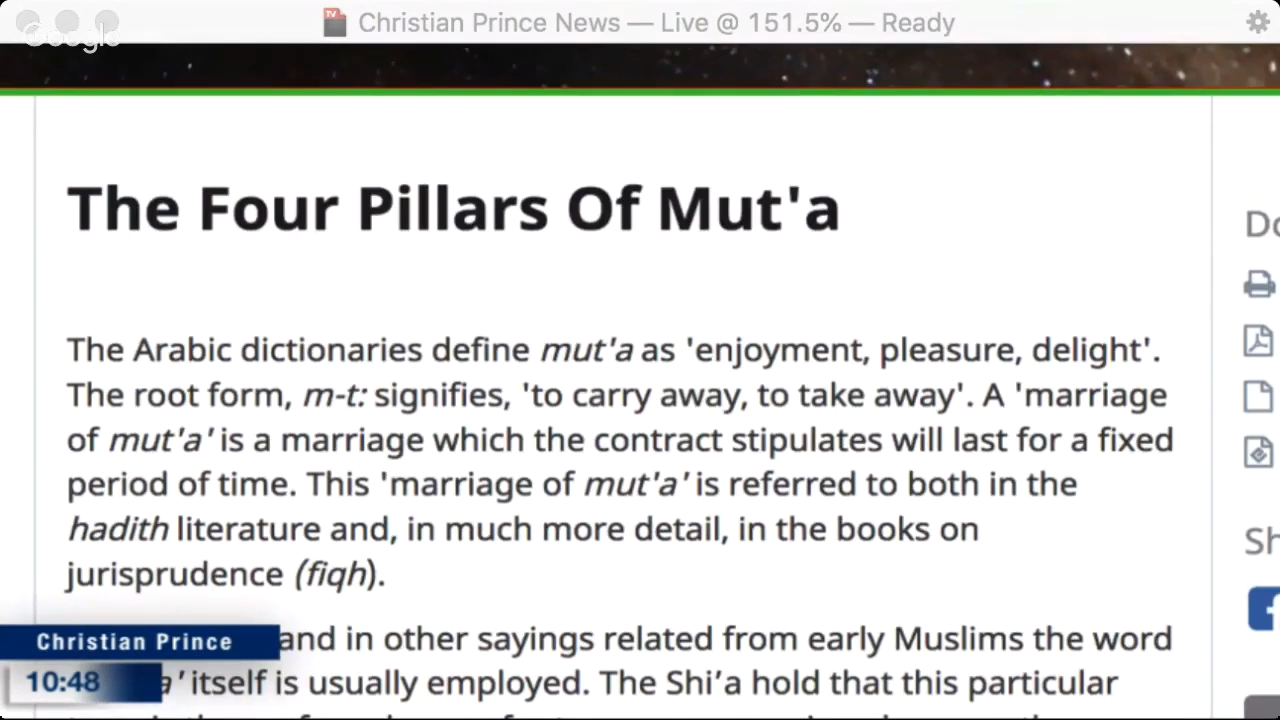 Christian Prince News — Live @ 151.5% — Ready
Google
The Four Pillars Of Mut'a
The Arabic dictionaries define mut'a as 'enjoyment, pleasure, delight'.
The root form, m-t: signifies, 'to carry away, to take away'. A 'marriage
of mut'a' is a marriage which the contract stipulates will last for a fixed
period of time. This 'marriage of mut'a' is referred to both in the
hadith literature and, in much more detail, in the books on
jurisprudence (fiqh).
and in other sayings related from early Muslims the word
itself is usually employed. The Shi’a hold that this particular
Christian Prince
10:48